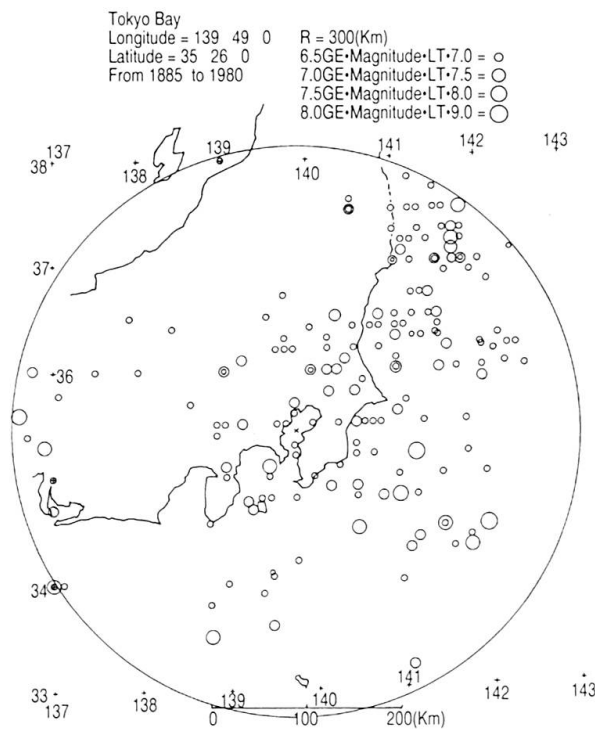 Tokyo Bay
Longitude = 139 49 0 R = 300(Km)
Latitude = 35 26 0 6.5GE•Magnitude•LT•7.0 =
From 1885 to 1980 7.0GE•Magnitude•LT•7.5 =
7.5GE•Magnitude•LT•8.0 =
8.0GE•Magnitude•LT•9.0 =
137 139 141 142 143
38 138 140
37
36
34
33 141 142 143
137 138 139 140
0 100 200(Km)